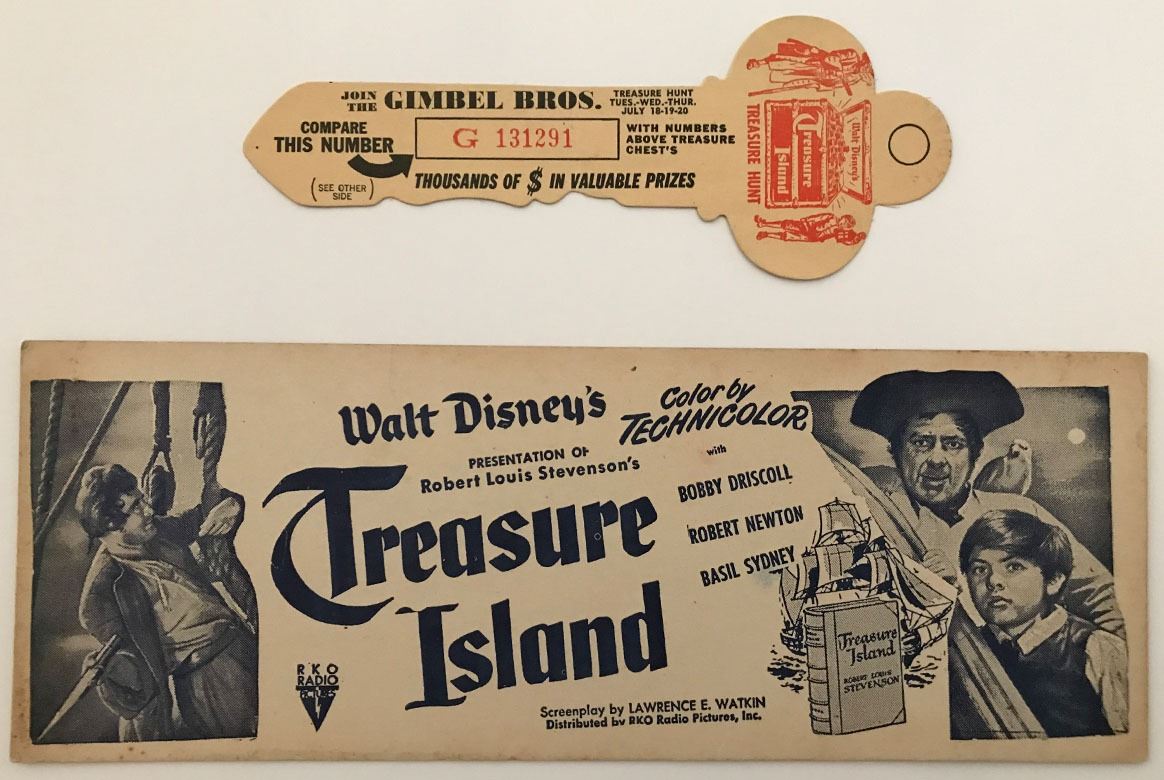 JOIN THE GIMBEL BROS.
TREASURE HUNT
TUES.-WED.-THUR.
JULY 18-19-20
COMPARE
THIS NUMBER
G 131291
WITH NUMBERS
ABOVE TREASURE
CHEST'S
(SEE OTHER
SIDE)
THOUSANDS OF $ IN VALUABLE PRIZES
TREASURE HUNT
Walt Disney's
Treasure
Island
Walt Disney's
PRESENTATION OF
Robert Louis Stevenson's
Treasure
Island
Color by
TECHNICOLOR
with
BOBBY DRISCOLL
ROBERT NEWTON
BASIL SYDNEY
Treasure
Island
ROBERT LOUIS
STEVENSON
RKO
RADIO
PICTURES
Screenplay by LAWRENCE E. WATKIN
Distributed by RKO Radio Pictures, Inc.